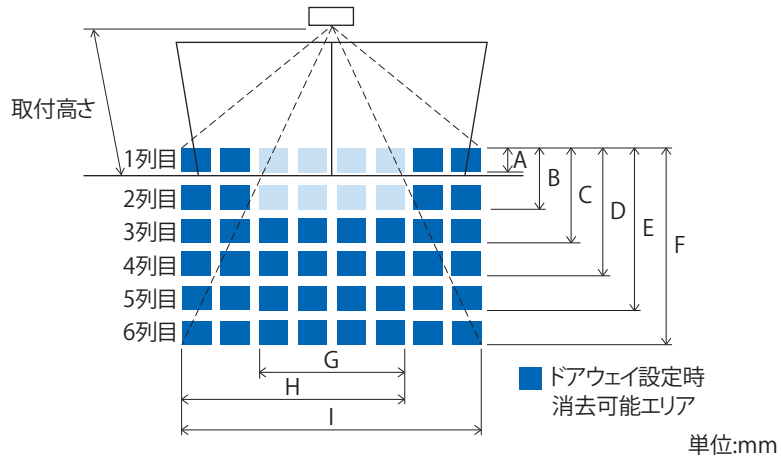 取付高さ
1列目
2列目
3列目
4列目
5列目
6列目
A
B
C
D
E
F
G
H
I
ドアウェイ設定時
消去可能エリア
単位:mm